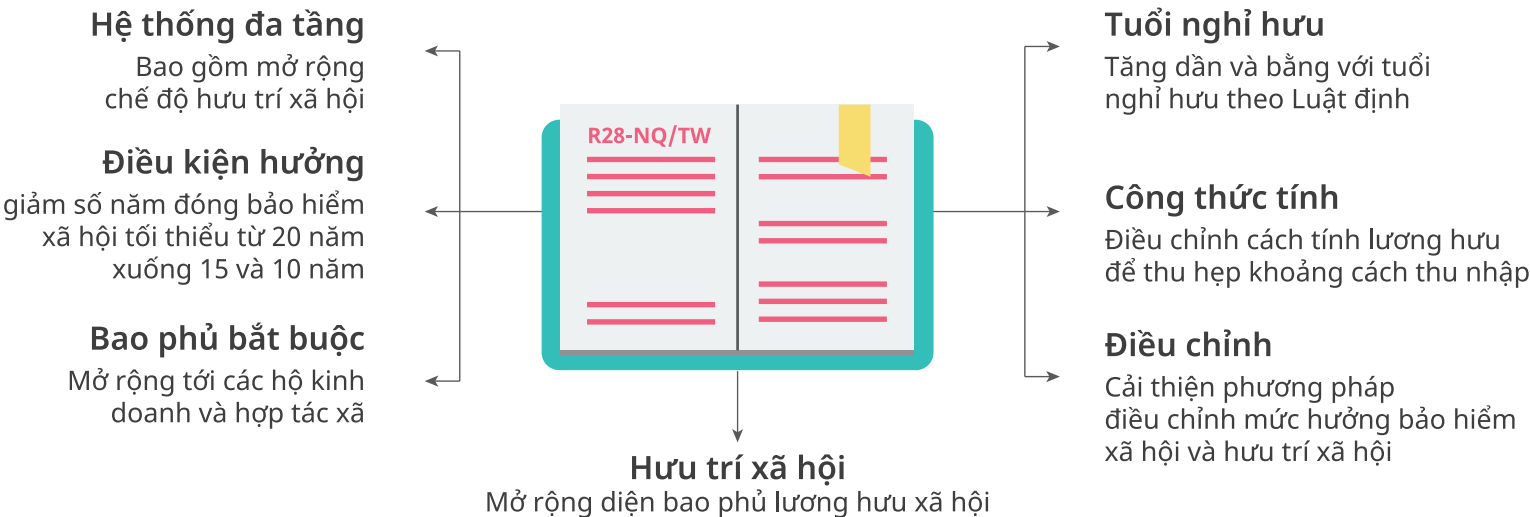 Hệ thống đa tầng
Bao gồm mở rộng
chế độ hưu trí xã hội
Điều kiện hưởng
giảm số năm đóng bảo hiểm
xã hội tối thiểu từ 20 năm
xuống 15 và 10 năm
Bao phủ bắt buộc
Mở rộng tới các hộ kinh
doanh và hợp tác xã
R28-NQ/TW
Hưu trí xã hội
Mở rộng diện bao phủ lương hưu xã hội
Tuổi nghỉ hưu
Tăng dần và bằng với tuổi
nghỉ hưu theo Luật định
Công thức tính
Điều chỉnh cách tính lương hưu
để thu hẹp khoảng cách thu nhập
Điều chỉnh
Cải thiện phương pháp
điều chỉnh mức hưởng bảo hiểm
xã hội và hưu trí xã hội